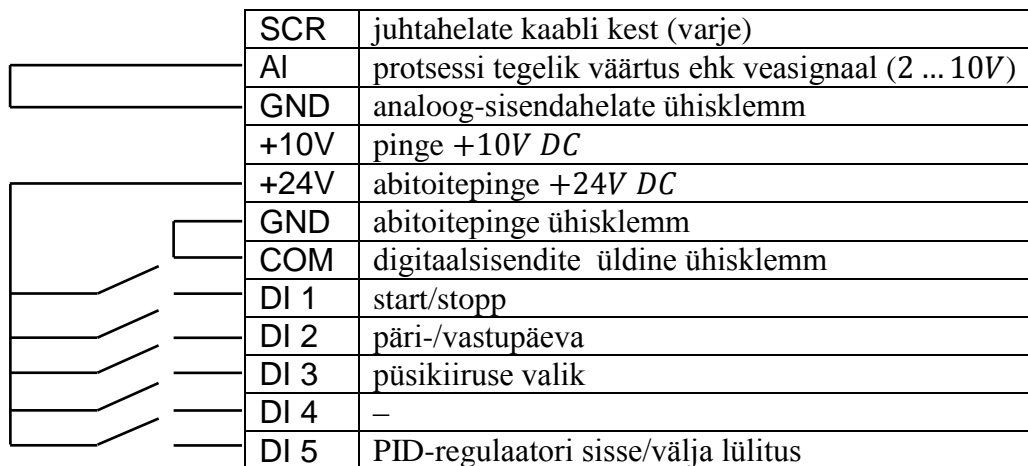 SCR juhtahelate kaabli kest (varje)
AI protsessi tegelik väärtus ehk veasignaal (2 … 10V)
GND analoog-sisendahelate ühisklemm
+10V pinge +10V DC
+24V abitoitepinge +24V DC
GND abitoitepinge ühisklemm
COM digitaalsisendite üldine ühisklemm
DI 1 start/stopp
DI 2 päri-/vastupäeva
DI 3 püsikiiruse valik
DI 4 –
DI 5 PID-regulaatori sisse/välja lülitus